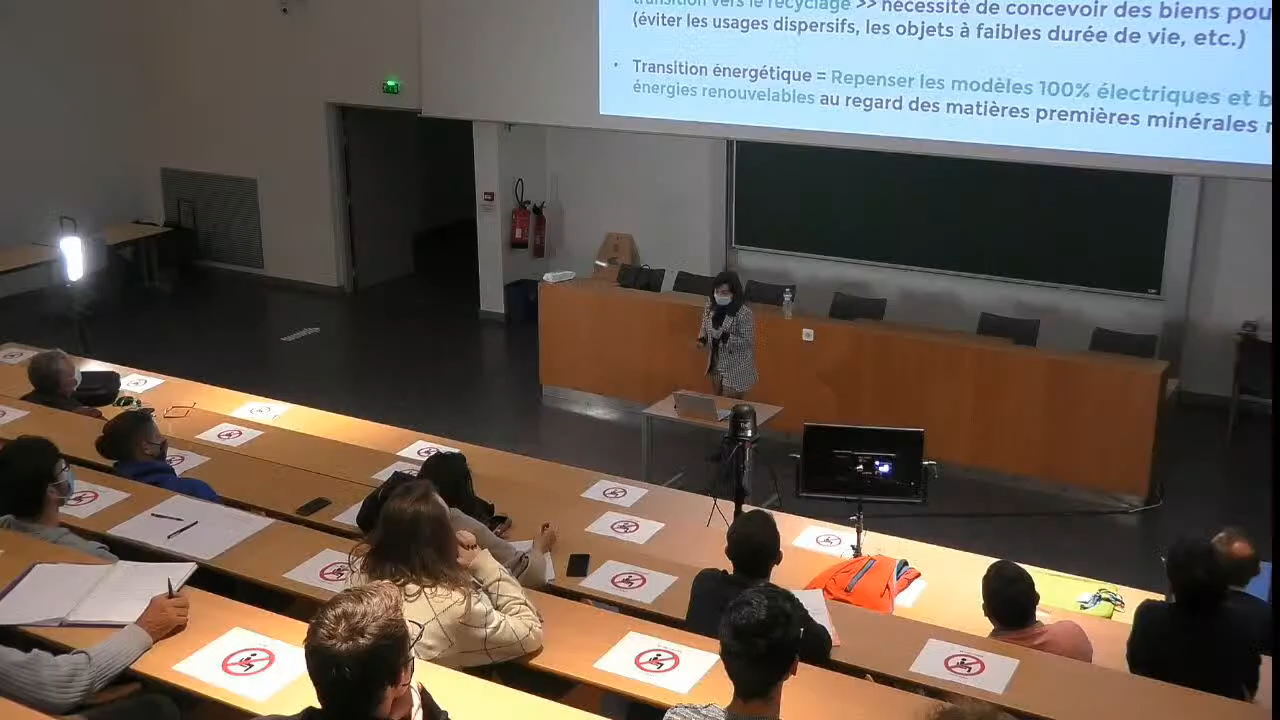 transition vers le recyclage >> nécessité de concevoir des biens pou
(éviter les usages dispersifs, les objets à faibles durée de vie, etc.)
• Transition énergétique = Repenser les modèles 100% électriques et b
énergies renouvelables au regard des matières premières minérales